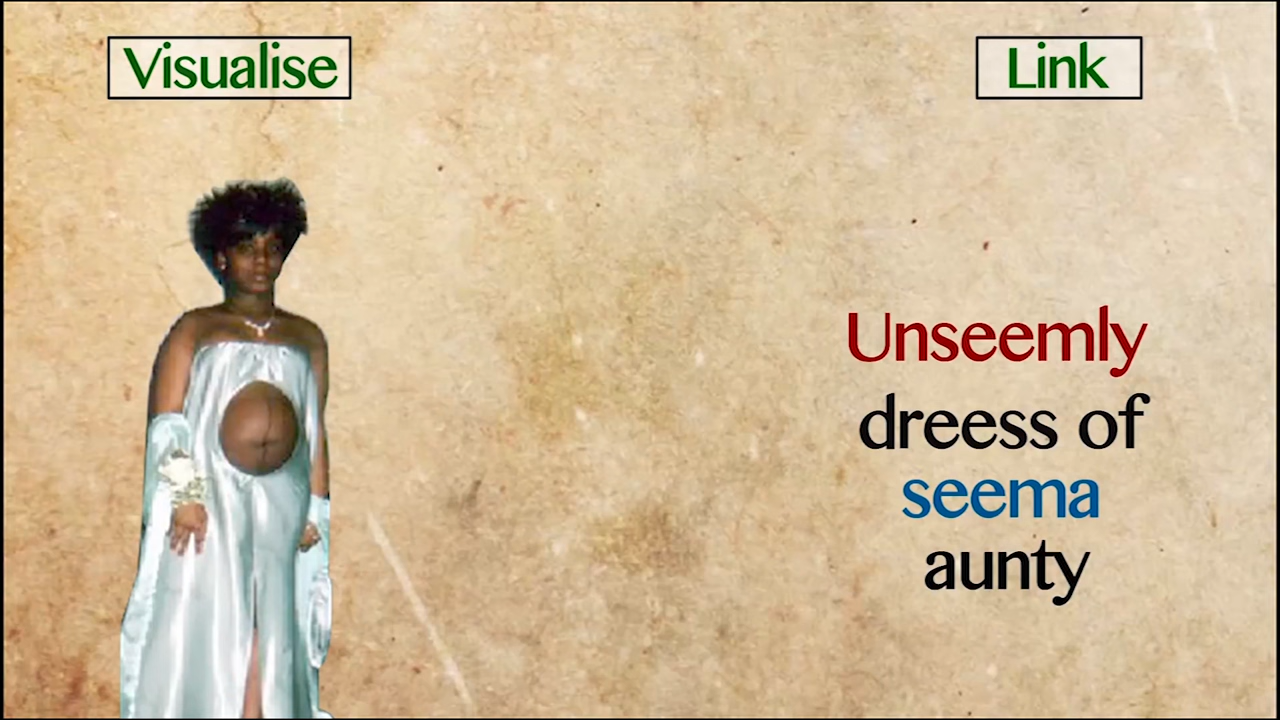 Visualise
Link
Unseemly
dreess of
seema
aunty